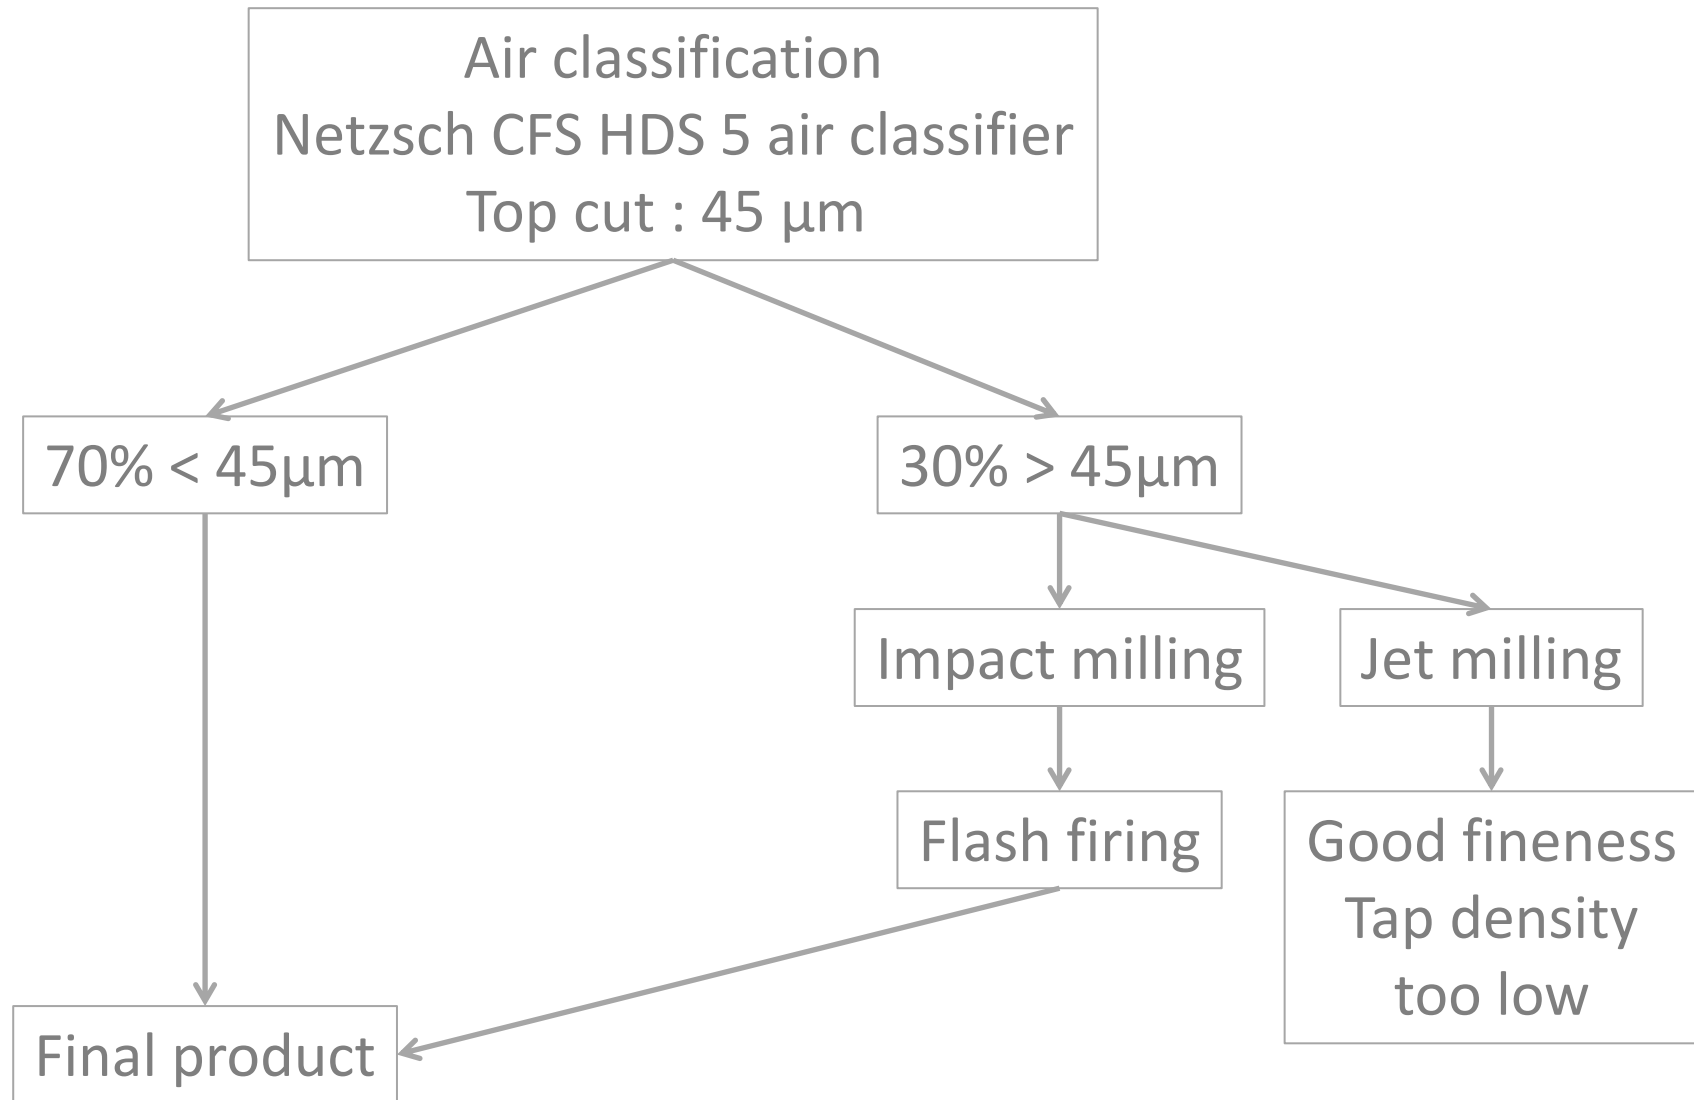 Air classification
Netzsch CFS HDS 5 air classifier
Top cut : 45 µm
70% < 45µm
30% > 45µm
Impact milling
Jet milling
Flash firing
Good fineness
Tap density
too low
Final product